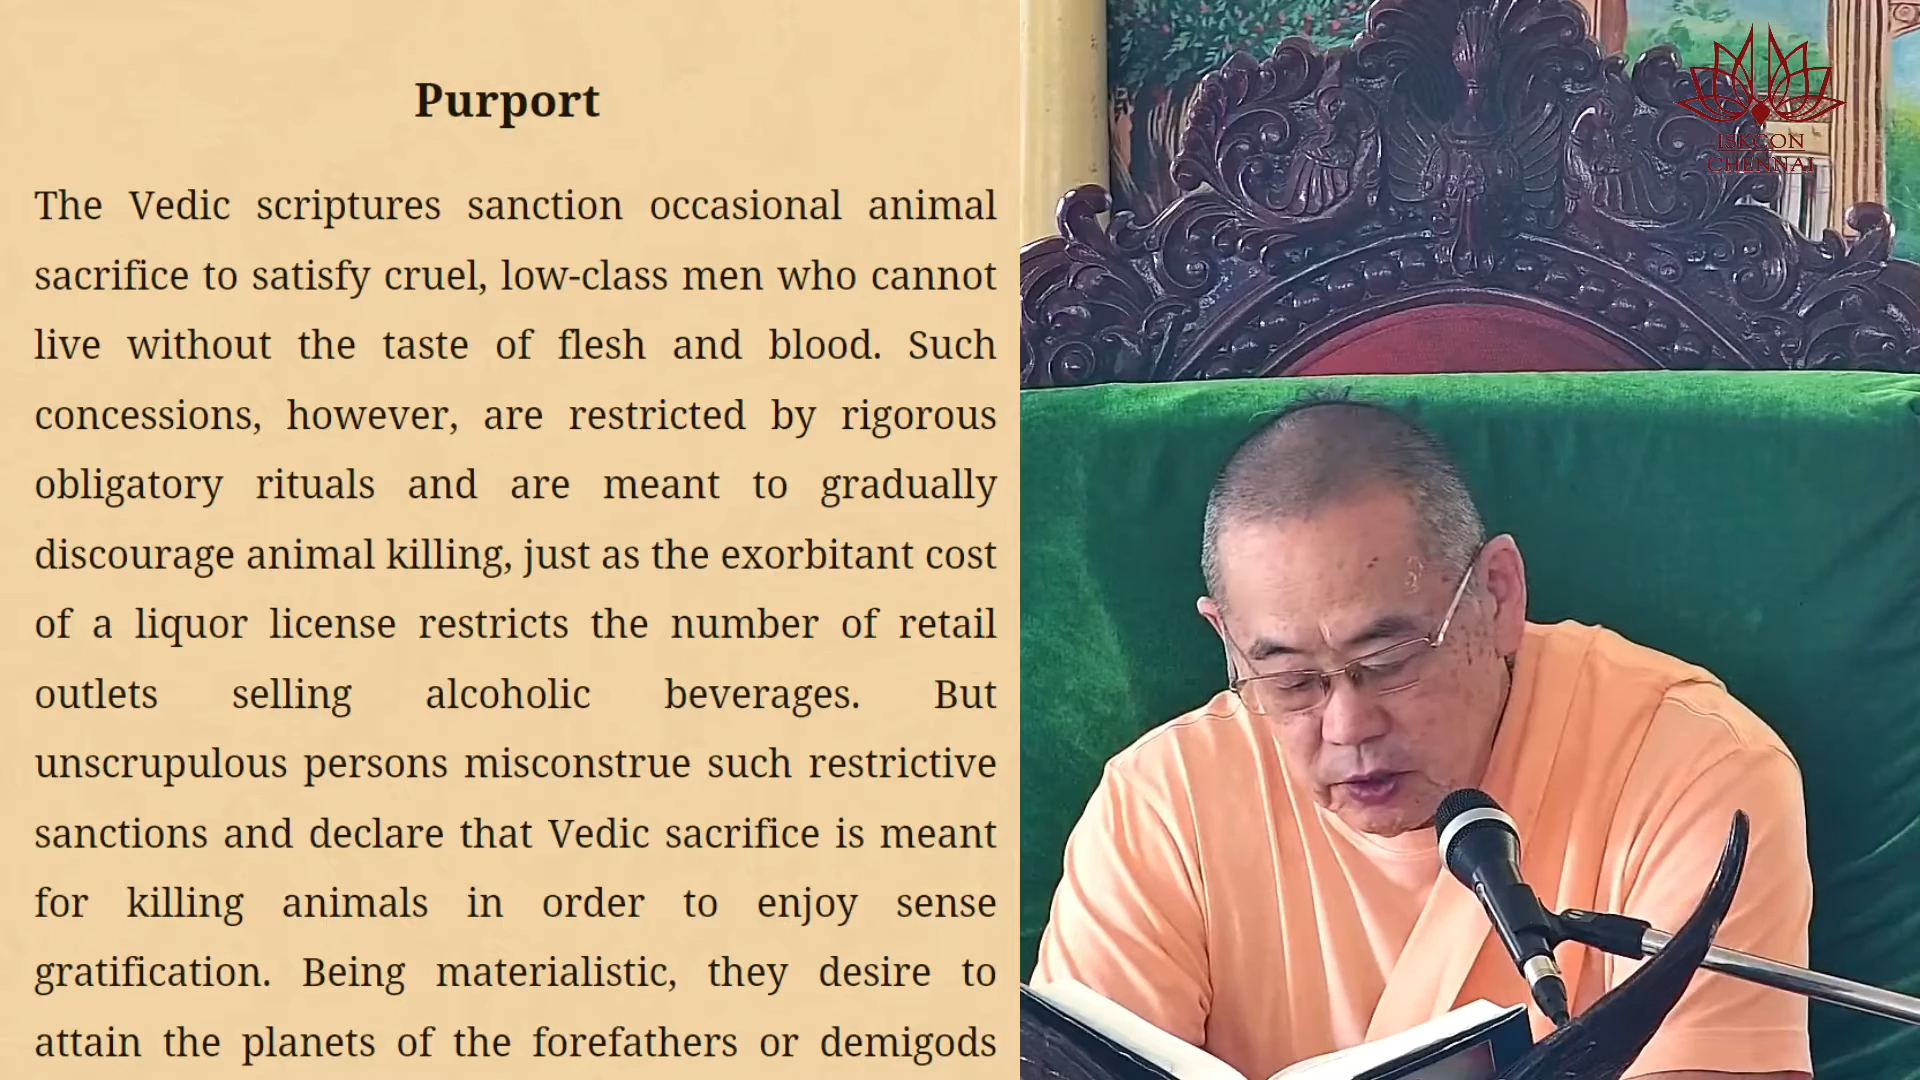 Purport
The Vedic scriptures sanction occasional animal
sacrifice to satisfy cruel, low-class men who cannot
live without the taste of flesh and blood. Such
concessions, however, are restricted by rigorous
obligatory rituals and are meant to gradually
discourage animal killing, just as the exorbitant cost
of a liquor license restricts the number of retail
outlets selling alcoholic beverages. But
unscrupulous persons misconstrue such restrictive
sanctions and declare that Vedic sacrifice is meant
for killing animals in order to enjoy sense
gratification. Being materialistic, they desire to
attain the planets of the forefathers or demigods
ISKCON
CHENNAI